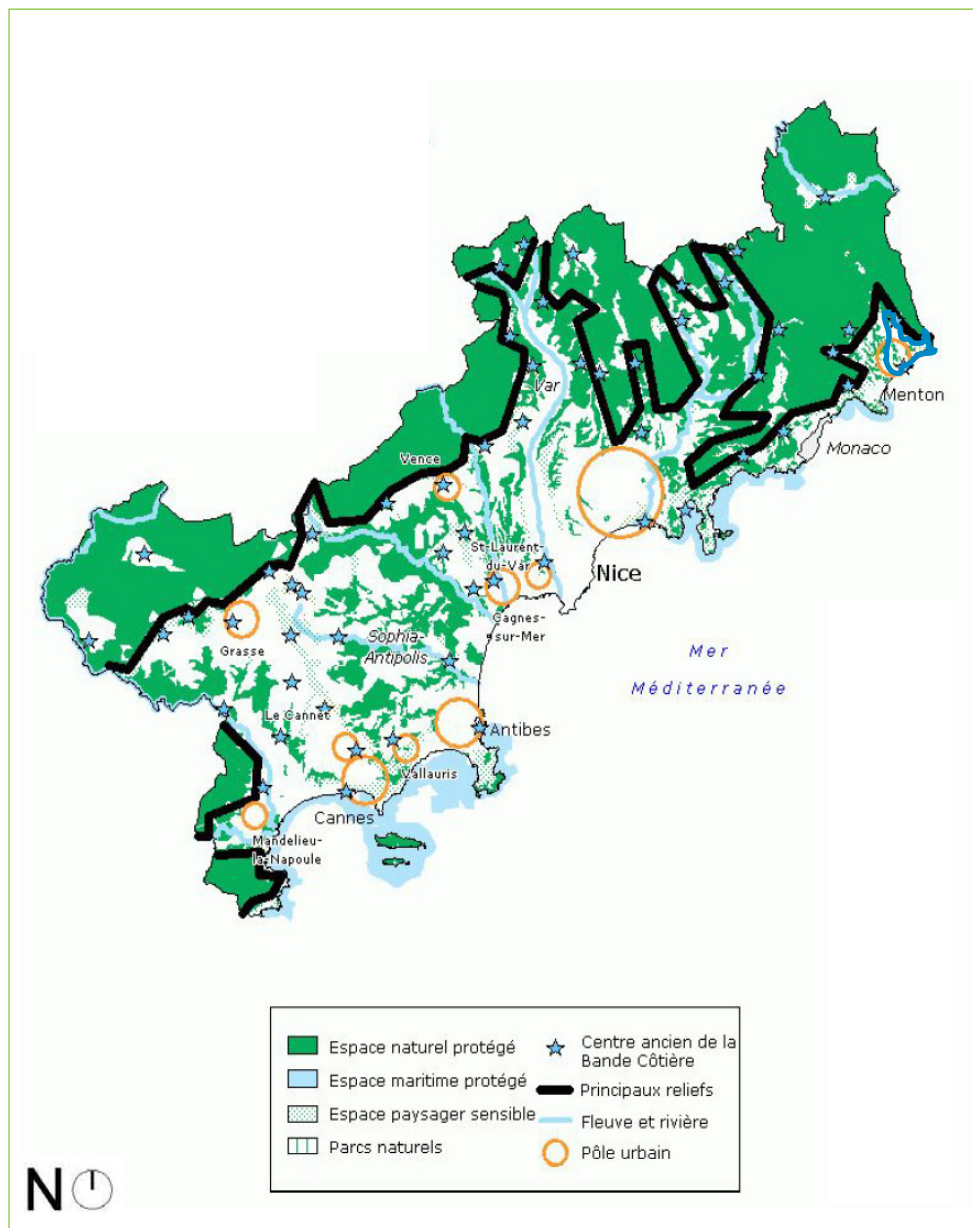 Var
Menton
Monaco
Vence
St-Laurent-
du-Var
Nice
Cagnes-
sur-Mer
Grasse
Sophia-
Antipolis
Mer
Méditerranée
Le Cannet
Antibes
Vallauris
Cannes
Mandelieu-
la-Napoule
Espace naturel protégé
Espace maritime protégé
Espace paysager sensible
Parcs naturels
Centre ancien de la
Bande Côtière
Principaux reliefs
Fleuve et rivière
Pôle urbain
N